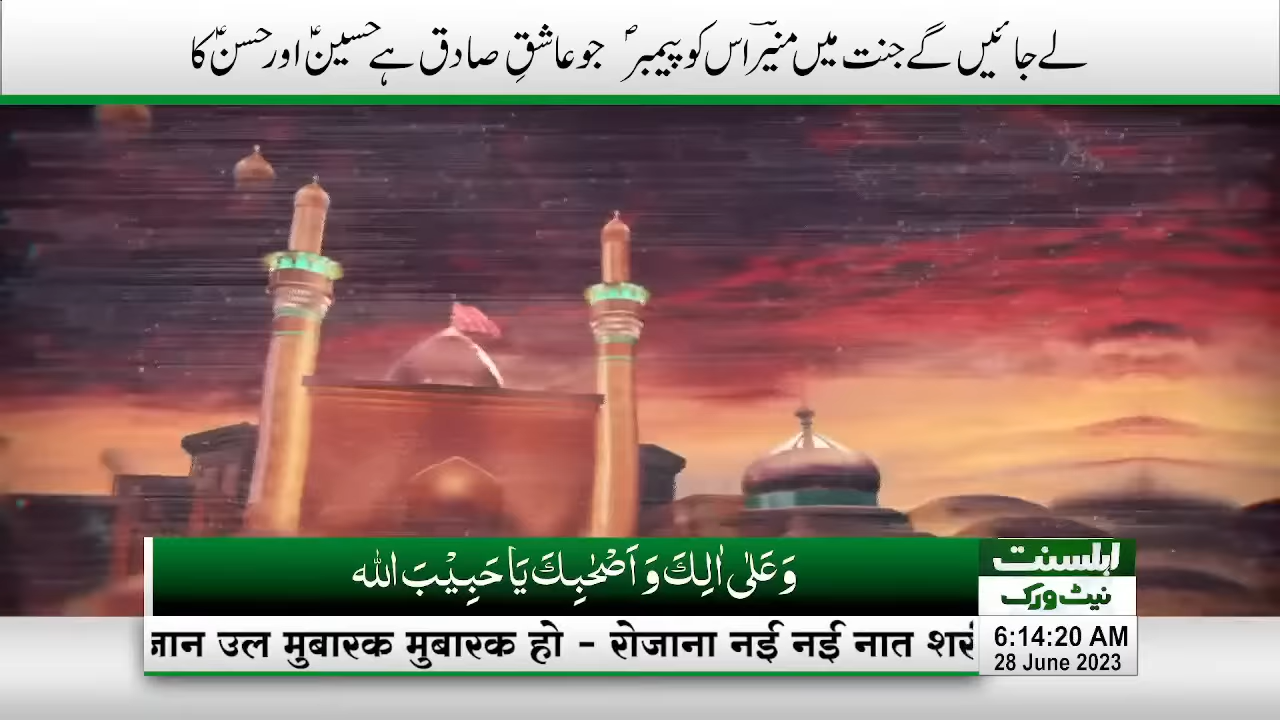 لے جائیں گے جنت میں منیرؔ اس کو پیمبرؐ جو عاشقِ صادق ہے حسینؑ اور حسنؑ کا
وَعَلٰی اٰلِكَ وَاَصْحٰبِكَ يَا حَبِيْبَ الله
اہلسنت
نیٹ ورک
उल मुबारक मुबारक हो - रोजाना नई नई नात
6:14:20 AM
28 June 2023